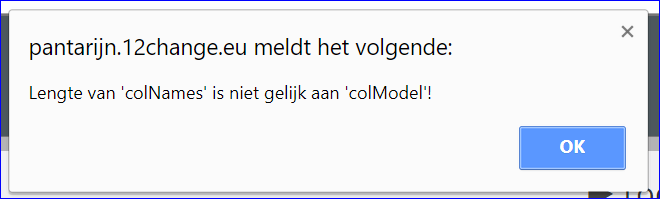 pantarijn.12change.eu meldt het volgende:
Lengte van 'colNames' is niet gelijk aan 'colModel'!
OK